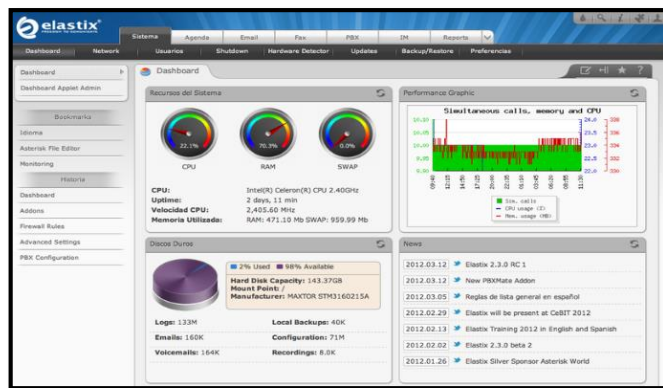 elastix
FREEDOM TO COMMUNICATE
Sistema
Agenda
Email
Fax
PBX
IM
Reports
Dashboard
Network
Usuarios
Shutdown
Hardware Detector
Updates
Backup/Restore
Preferencias
Dashboard
Dashboard Applet Admin
Bookmarks
Idioma
Asterisk File Editor
Monitoring
Historia
Dashboard
Addons
Firewall Rules
Advanced Settings
PBX Configuration
Dashboard
Recursos del Sistema
22.1%
70.3%
0.0%
CPU
RAM
SWAP
CPU: Intel(R) Celeron(R) CPU 2.40GHz
Uptime: 2 days, 11 min
Velocidad CPU: 2,405.60 MHz
Memoria Utilizada: RAM: 471.10 Mb SWAP: 959.99 Mb
Performance Graphic
Simultaneous calls, memory and CPU
Sim. calls
CPU usage (%)
Mem. usage (MB)
Discos Duros
2% Used 98% Available
Hard Disk Capacity: 143.37GB
Mount Point: /
Manufacturer: MAXTOR STM3160215A
Logs: 133M
Local Backups: 40K
Emails: 160K
Configuration: 71M
Voicemails: 164K
Recordings: 8.0K
News
2012.03.12 Elastix 2.3.0 RC 1
2012.03.12 New PBXMate Addon
2012.03.05 Reglas de lista general en español
2012.02.29 Elastix will be present at CeBIT 2012
2012.02.13 Elastix Training 2012 in English and Spanish
2012.02.02 Elastix 2.3.0 beta 2
2012.01.26 Elastix Silver Sponsor Asterisk World